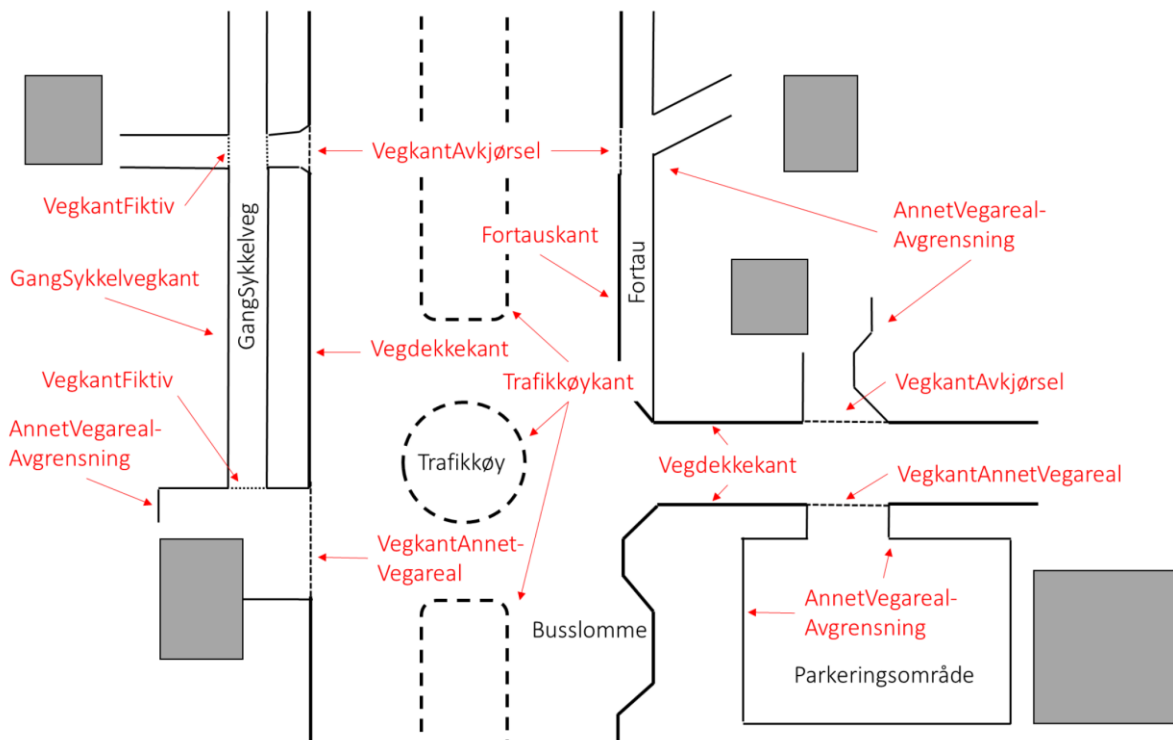 VegkantAvkjørsel
VegkantFiktiv
AnnetVegareal-
Avgrensning
Fortauskant
GangSykkelveg
Fortau
GangSykkelvegkant
Vegdekkekant
VegkantFiktiv
Trafikkøykant
VegkantAvkjørsel
AnnetVegareal-
Avgrensning
Trafikkøy
Vegdekkekant
VegkantAnnetVegareal
VegkantAnnet-
Vegareal
AnnetVegareal-
Avgrensning
Busslomme
Parkeringsområde